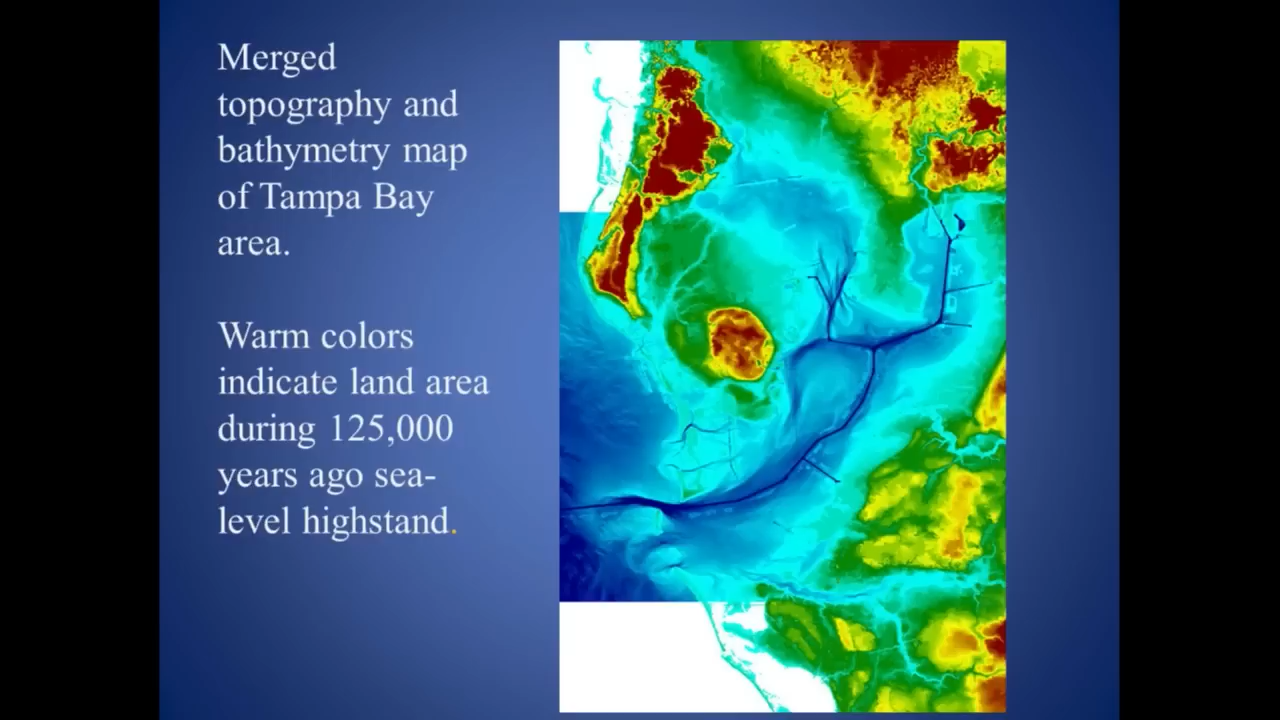 Merged
topography and
bathymetry map
of Tampa Bay
area.
Warm colors
indicate land area
during 125,000
years ago sea-
level highstand.